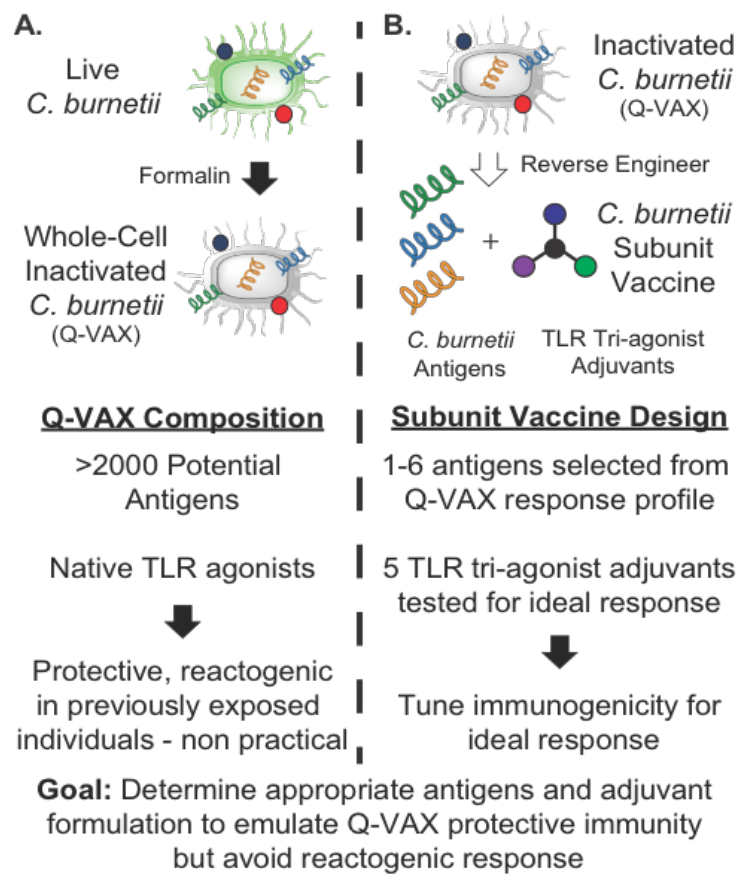 A.
Live
C. burnetii
Formalin
Whole-Cell
Inactivated
C. burnetii
(Q-VAX)
Q-VAX Composition
>2000 Potential
Antigens
Native TLR agonists
Protective, reactogenic
in previously exposed
individuals - non practical
B.
Inactivated
C. burnetii
(Q-VAX)
Reverse Engineer
+
C. burnetii
Subunit
Vaccine
C. burnetii
Antigens
TLR Tri-agonist
Adjuvants
Subunit Vaccine Design
1-6 antigens selected from
Q-VAX response profile
5 TLR tri-agonist adjuvants
tested for ideal response
Tune immunogenicity for
ideal response
Goal: Determine appropriate antigens and adjuvant
formulation to emulate Q-VAX protective immunity
but avoid reactogenic response